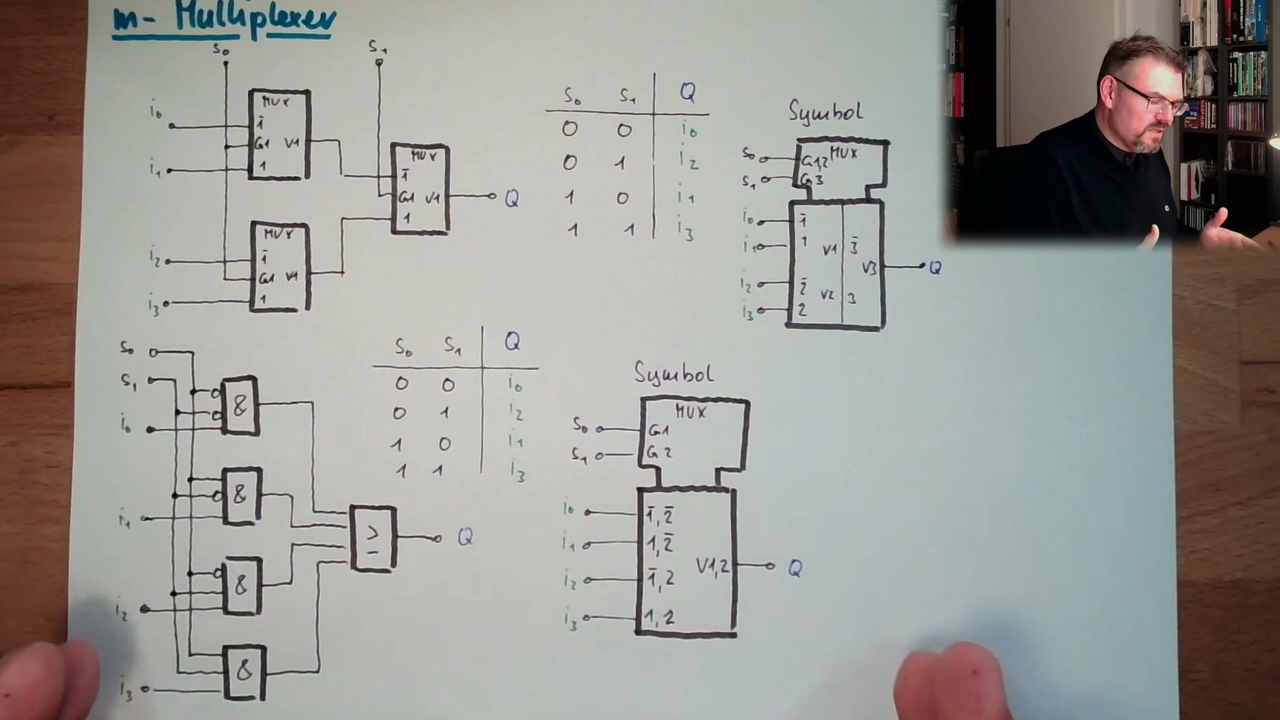 m- Multiplexer
S₀ S₁
MUX
i₀ 1̄
G1 V1
i₁ 1
MUX
1̄
G1 V1
1
Q
MUX
i₂ 1̄
G1 V1
i₃ 1
S₀ S₁ Q
0 0 i₀
0 1 i₂
1 0 i₁
1 1 i₃
Symbol
MUX
S₀ G1,2
S₁ G3
i₀ 1̄
i₁ 1 V1 3̄
V3 Q
i₂ 2̄
V2 3
i₃ 2
S₀
S₁
i₀ &
i₁ &
i₂ &
i₃ &
≥ Q
S₀ S₁ Q
0 0 i₀
0 1 i₂
1 0 i₁
1 1 i₃
Symbol
MUX
S₀ G1
S₁ G2
i₀ 1̄,2̄
i₁ 1,2̄
V1,2 Q
i₂ 1̄,2
i₃ 1,2